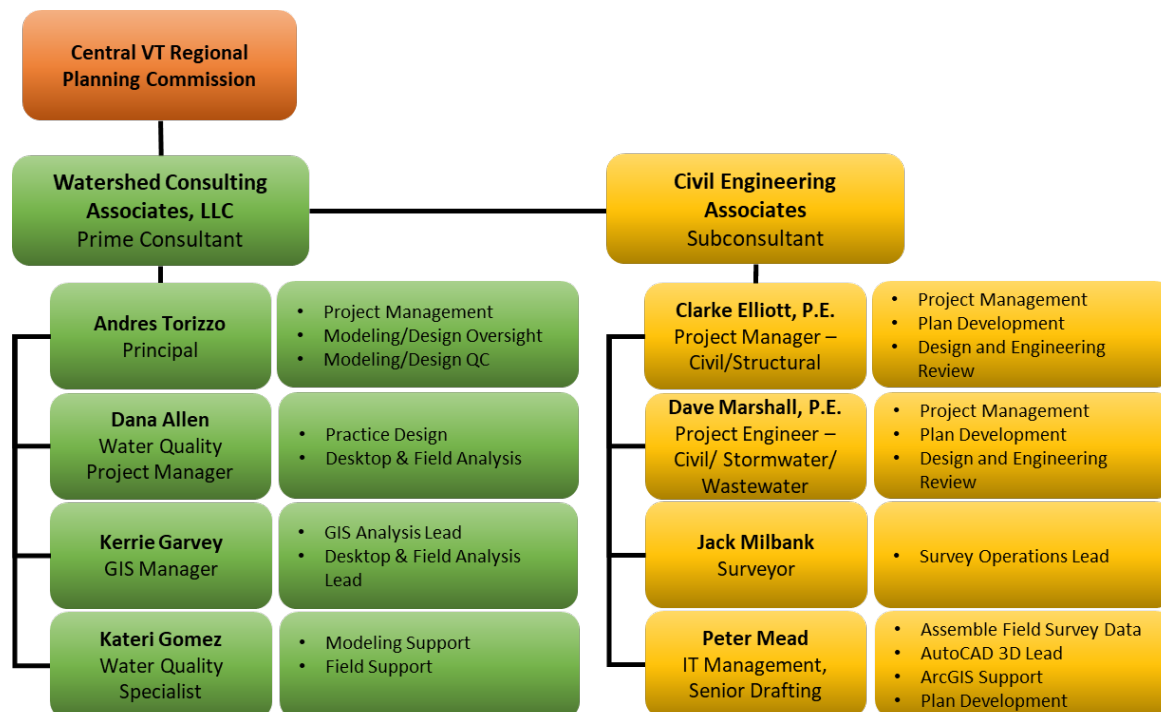 Central VT Regional
Planning Commission
Watershed Consulting
Associates, LLC
Prime Consultant
Civil Engineering
Associates
Subconsultant
Andres Torizzo
Principal
• Project Management
• Modeling/Design Oversight
• Modeling/Design QC
Dana Allen
Water Quality
Project Manager
• Practice Design
• Desktop & Field Analysis
Kerrie Garvey
GIS Manager
• GIS Analysis Lead
• Desktop & Field Analysis
Lead
Kateri Gomez
Water Quality
Specialist
• Modeling Support
• Field Support
Clarke Elliott, P.E.
Project Manager –
Civil/Structural
• Project Management
• Plan Development
• Design and Engineering
Review
Dave Marshall, P.E.
Project Engineer –
Civil/ Stormwater/
Wastewater
• Project Management
• Plan Development
• Design and Engineering
Review
Jack Milbank
Surveyor
• Survey Operations Lead
Peter Mead
IT Management,
Senior Drafting
• Assemble Field Survey Data
• AutoCAD 3D Lead
• ArcGIS Support
• Plan Development